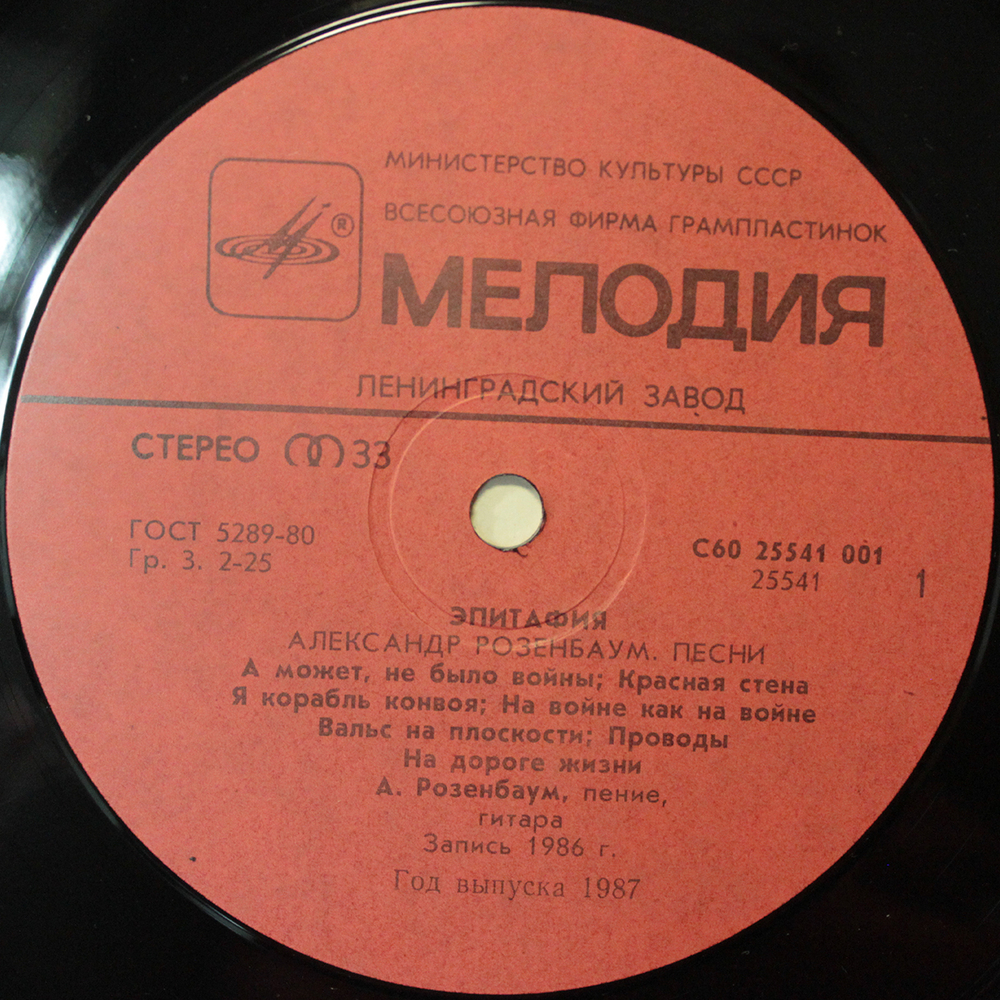 МИНИСТЕРСТВО КУЛЬТУРЫ СССР
ВСЕСОЮЗНАЯ ФИРМА ГРАМПЛАСТИНОК
®
МЕЛОДИЯ
ЛЕНИНГРАДСКИЙ ЗАВОД
СТЕРЕО 33
ГОСТ 5289-80
Гр. 3. 2-25
С60 25541 001
25541
1
ЭПИТАФИЯ
АЛЕКСАНДР РОЗЕНБАУМ. ПЕСНИ
А может, не было войны; Красная стена
Я корабль конвоя; На войне как на войне
Вальс на плоскости; Проводы
На дороге жизни
А. Розенбаум, пение,
гитара
Запись 1986 г.
Год выпуска 1987